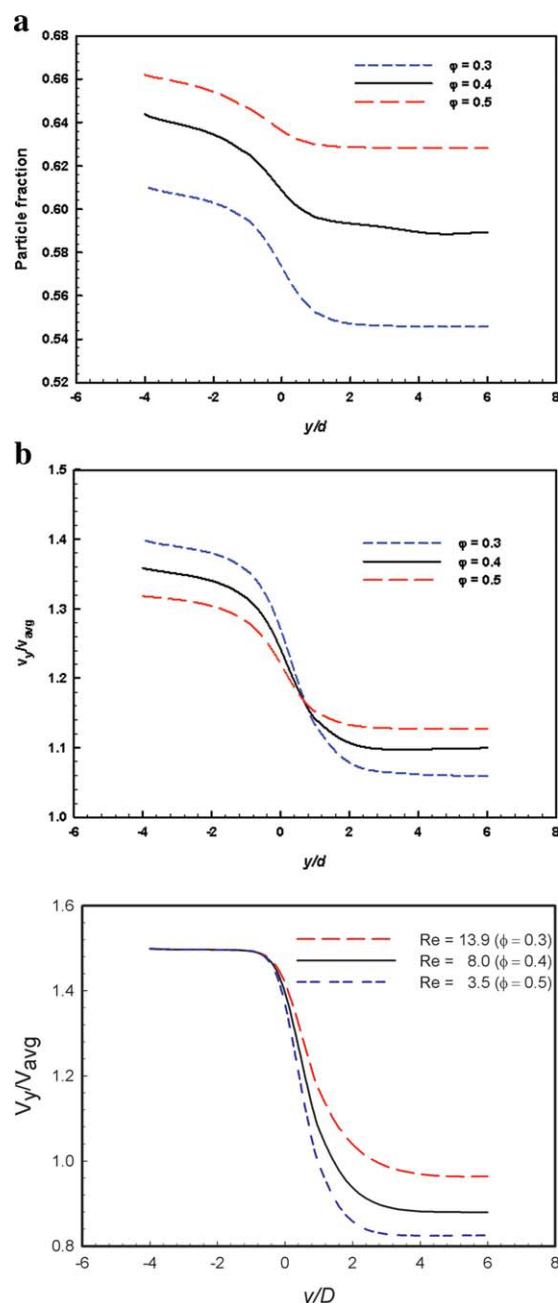 a
0.68
0.66
0.64
0.62
0.60
0.58
0.56
0.54
0.52
Particle fraction
φ = 0.3
φ = 0.4
φ = 0.5
-6 -4 -2 0 2 4 6 8
y/d
b
1.5
1.4
1.3
1.2
1.1
1.0
vy/vavg
φ = 0.3
φ = 0.4
φ = 0.5
-6 -4 -2 0 2 4 6 8
y/d
1.6
1.4
1.2
1.0
0.8
Vy/Vavg
Re = 13.9 (ϕ = 0.3)
Re = 8.0 (ϕ = 0.4)
Re = 3.5 (ϕ = 0.5)
-6 -4 -2 0 2 4 6 8
y/D